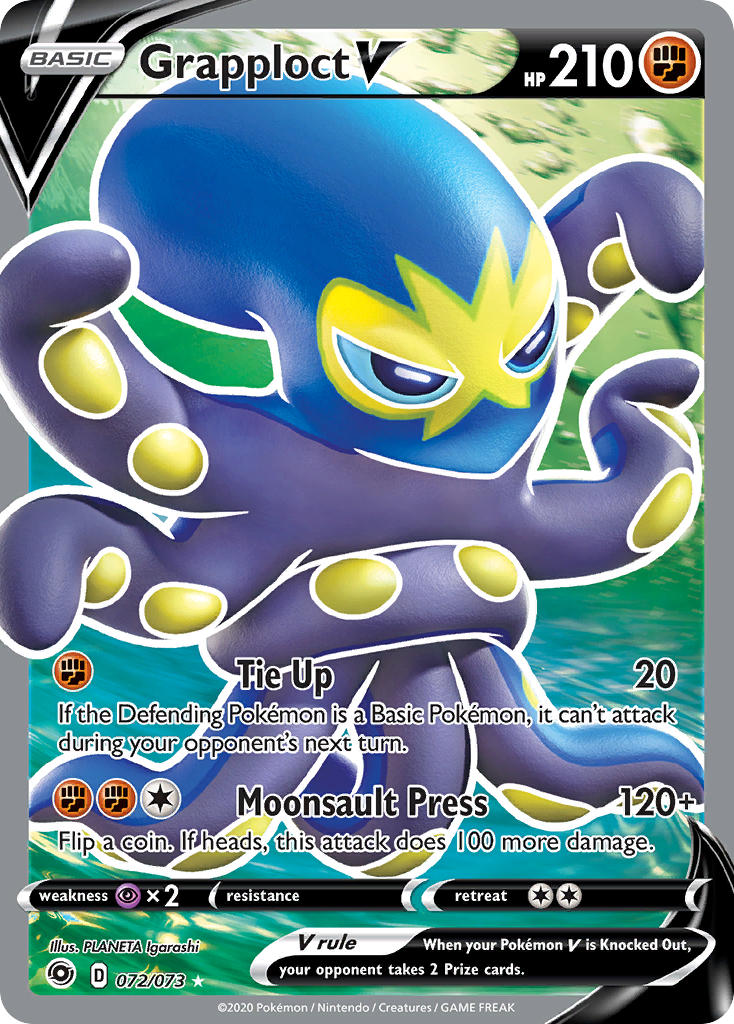 BASIC Grapploct V HP 210
Tie Up 20
If the Defending Pokémon is a Basic Pokémon, it can't attack
during your opponent's next turn.
Moonsault Press 120+
Flip a coin. If heads, this attack does 100 more damage.
weakness ×2 resistance retreat
Illus. PLANETA Igarashi
V rule When your Pokémon V is Knocked Out,
your opponent takes 2 Prize cards.
D 072/073 ★
©2020 Pokémon / Nintendo / Creatures / GAME FREAK